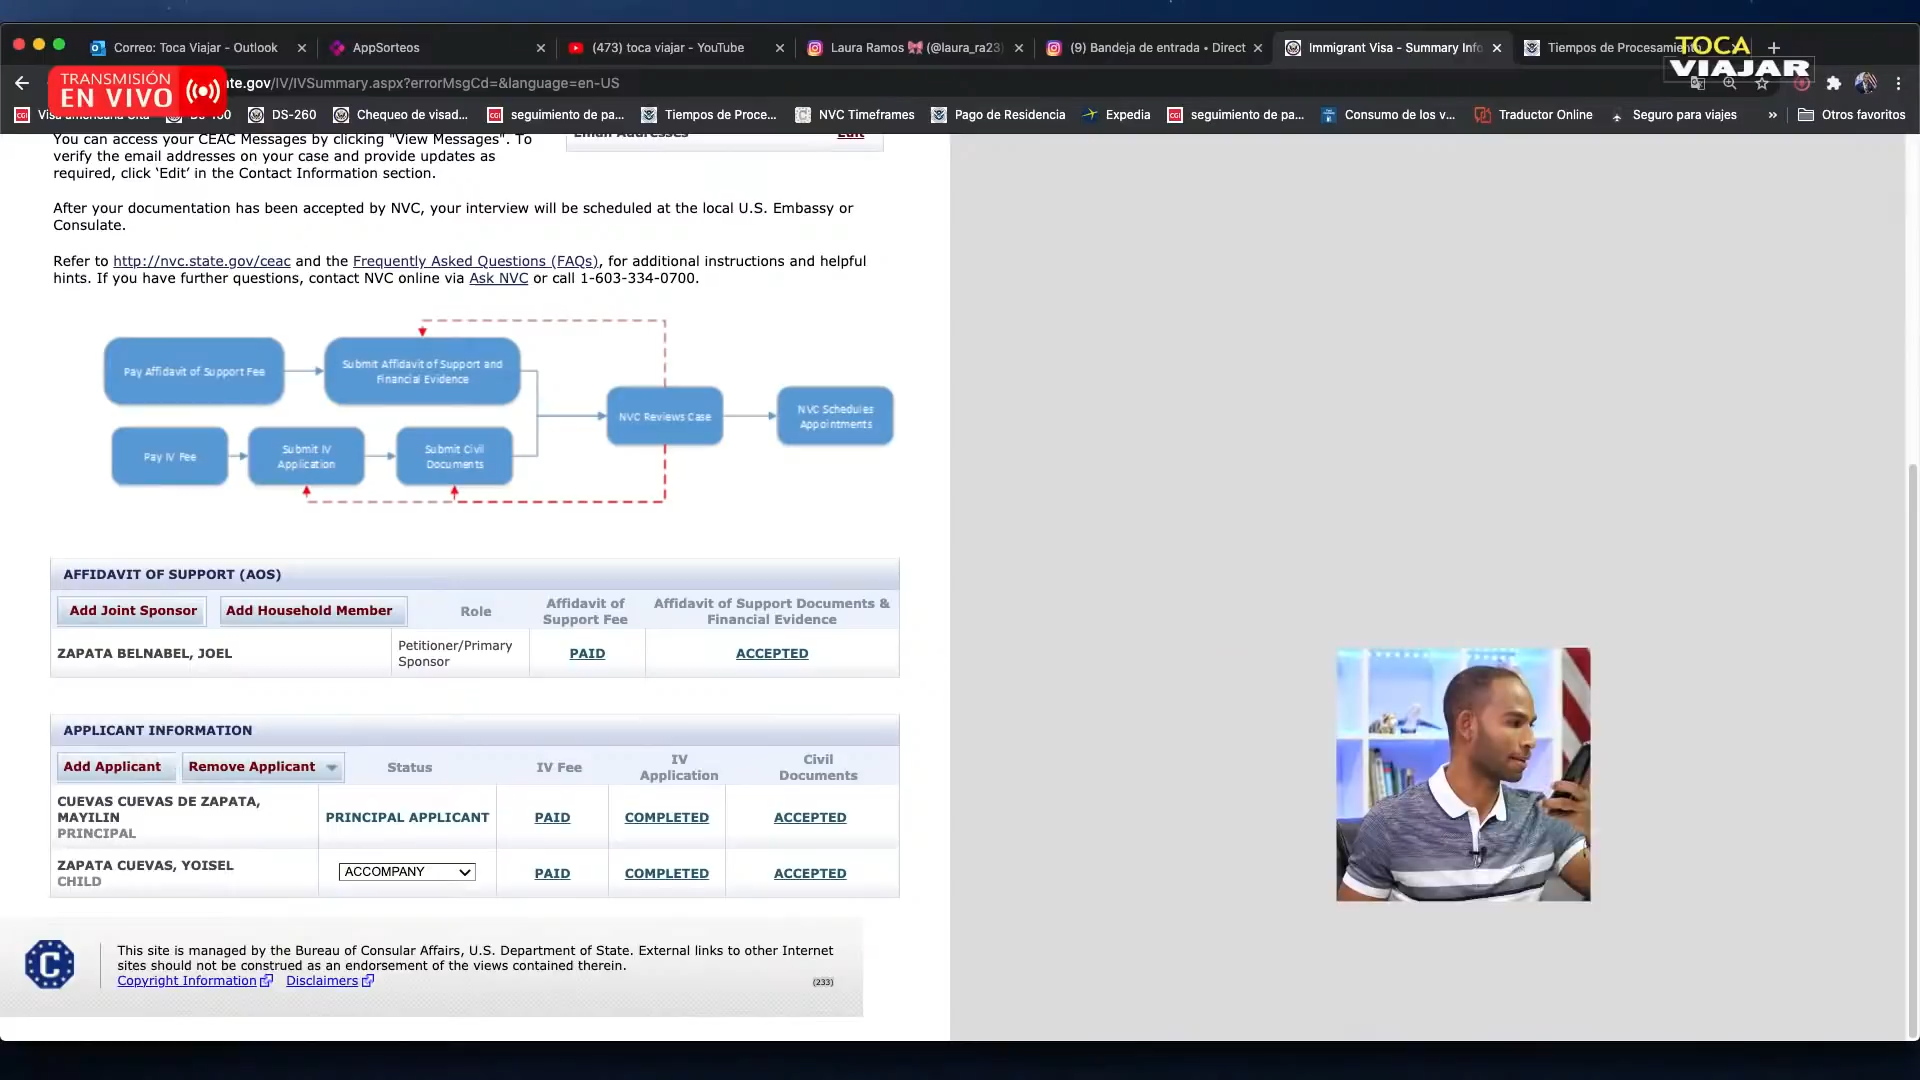 Correo: Toca Viajar - Outlook
AppSorteos
(473) toca viajar - YouTube
Laura Ramos 🎀 (@laura_ra23)
(9) Bandeja de entrada • Direct
Immigrant Visa - Summary Info
Tiempos de Procesamie
TOCA
VIAJAR
TRANSMISIÓN
EN VIVO
te.gov/IV/IVSummary.aspx?errorMsgCd=&language=en-US
DS-260
Chequeo de visad...
seguimiento de pa...
Tiempos de Proce...
NVC Timeframes
Pago de Residencia
Expedia
seguimiento de pa...
Consumo de los v...
Traductor Online
Seguro para viajes
»
Otros favoritos
Email Addresses
Edit
You can access your CEAC Messages by clicking "View Messages". To
verify the email addresses on your case and provide updates as
required, click ‘Edit’ in the Contact Information section.
After your documentation has been accepted by NVC, your interview will be scheduled at the local U.S. Embassy or
Consulate.
Refer to http://nvc.state.gov/ceac and the Frequently Asked Questions (FAQs), for additional instructions and helpful
hints. If you have further questions, contact NVC online via Ask NVC or call 1-603-334-0700.
Pay Affidavit of Support Fee
Submit Affidavit of Support and
Financial Evidence
NVC Reviews Case
NVC Schedules
Appointments
Pay IV Fee
Submit IV
Application
Submit Civil
Documents
AFFIDAVIT OF SUPPORT (AOS)
Add Joint Sponsor
Add Household Member
Role
Affidavit of
Support Fee
Affidavit of Support Documents &
Financial Evidence
ZAPATA BELNABEL, JOEL
Petitioner/Primary
Sponsor
PAID
ACCEPTED
APPLICANT INFORMATION
Add Applicant
Remove Applicant
Status
IV Fee
IV
Application
Civil
Documents
CUEVAS CUEVAS DE ZAPATA,
MAYILIN
PRINCIPAL
PRINCIPAL APPLICANT
PAID
COMPLETED
ACCEPTED
ZAPATA CUEVAS, YOISEL
CHILD
ACCOMPANY
PAID
COMPLETED
ACCEPTED
C
This site is managed by the Bureau of Consular Affairs, U.S. Department of State. External links to other Internet
sites should not be construed as an endorsement of the views contained therein.
Copyright Information
Disclaimers
(233)